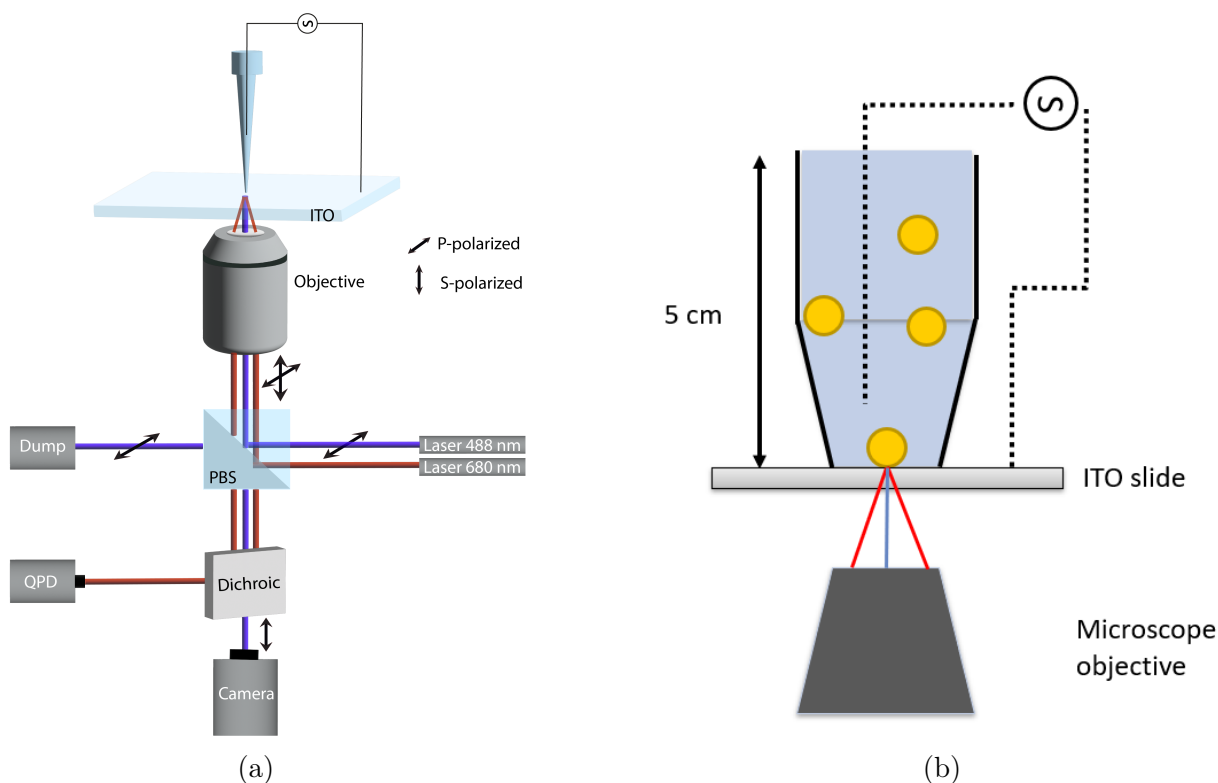 S
ITO
P-polarized
Objective
S-polarized
Dump
Laser 488 nm
Laser 680 nm
PBS
QPD
Dichroic
Camera
(a)
S
5 cm
ITO slide
Microscope
objective
(b)